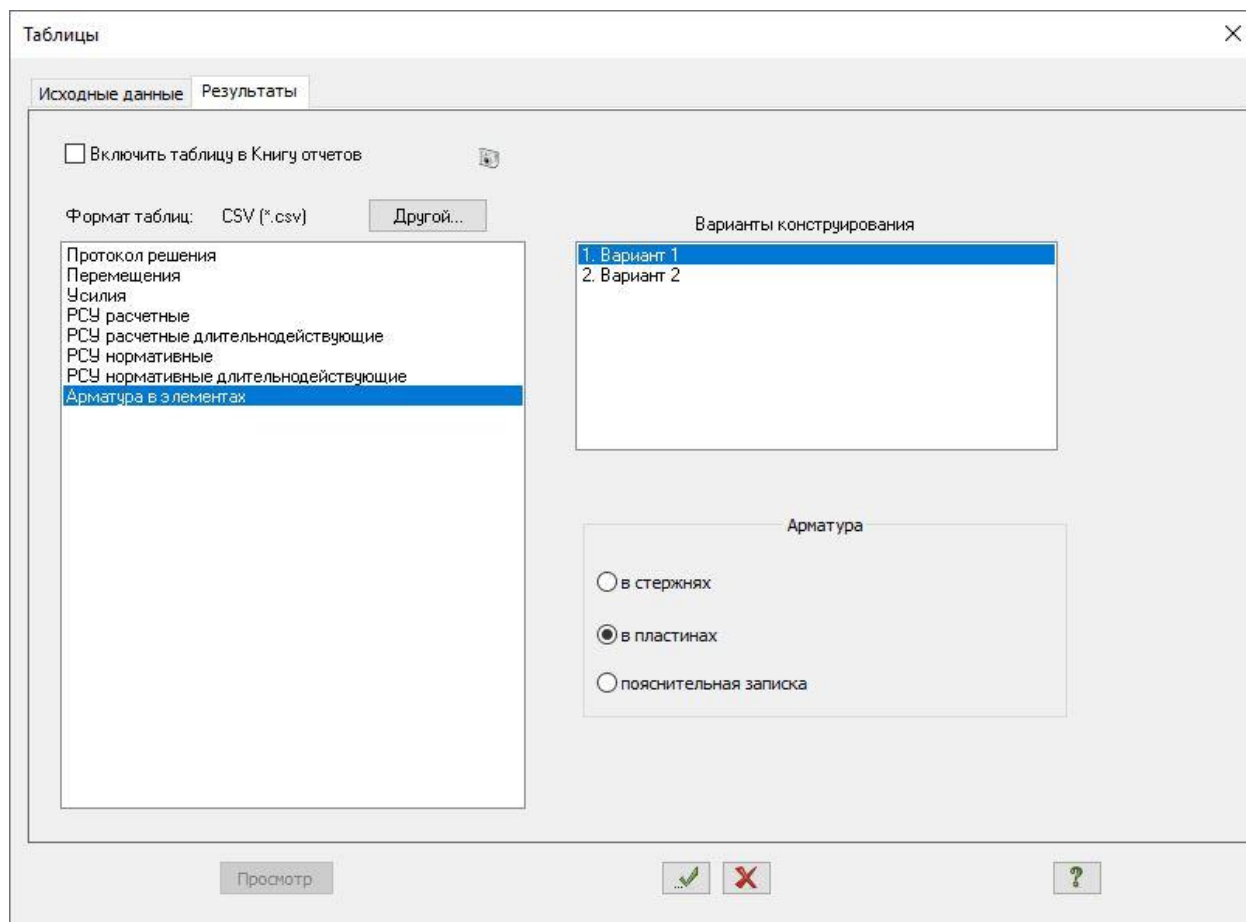 Таблицы
Исходные данные
Результаты
Включить таблицу в Книгу отчетов
Формат таблиц: CSV (*.csv) Другой...
Протокол решения
Перемещения
Усилия
РСУ расчетные
РСУ расчетные длительнодействующие
РСУ нормативные
РСУ нормативные длительнодействующие
Арматура в элементах
Варианты конструирования
1. Вариант 1
2. Вариант 2
Арматура
в стержнях
в пластинах
пояснительная записка
Просмотр
?